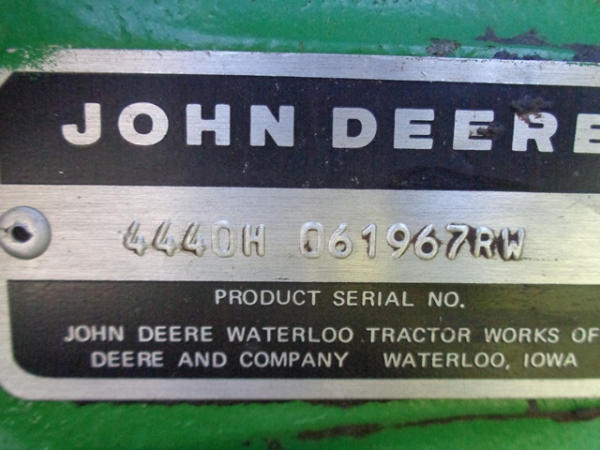 JOHN DEERE
4440H 061967RW
PRODUCT SERIAL NO.
JOHN DEERE WATERLOO TRACTOR WORKS OF
DEERE AND COMPANY WATERLOO, IOWA